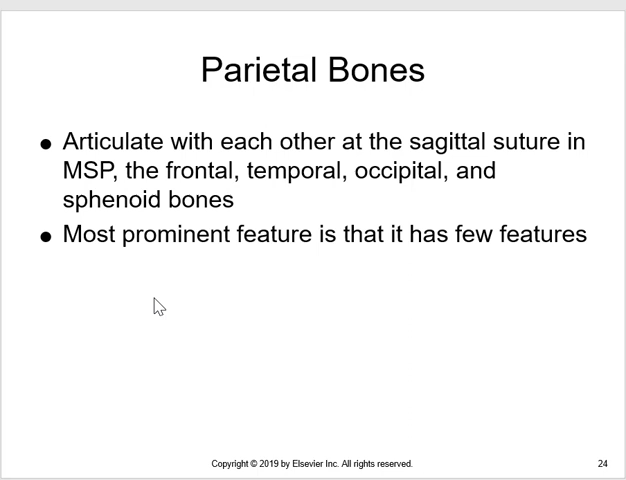 Parietal Bones
● Articulate with each other at the sagittal suture in
MSP, the frontal, temporal, occipital, and
sphenoid bones
● Most prominent feature is that it has few features
Copyright © 2019 by Elsevier Inc. All rights reserved.
24